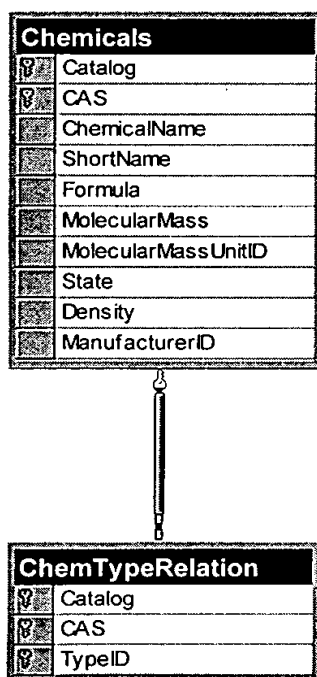 Chemicals
Catalog
CAS
ChemicalName
ShortName
Formula
MolecularMass
MolecularMassUnitID
State
Density
ManufacturerID
ChemTypeRelation
Catalog
CAS
TypeID